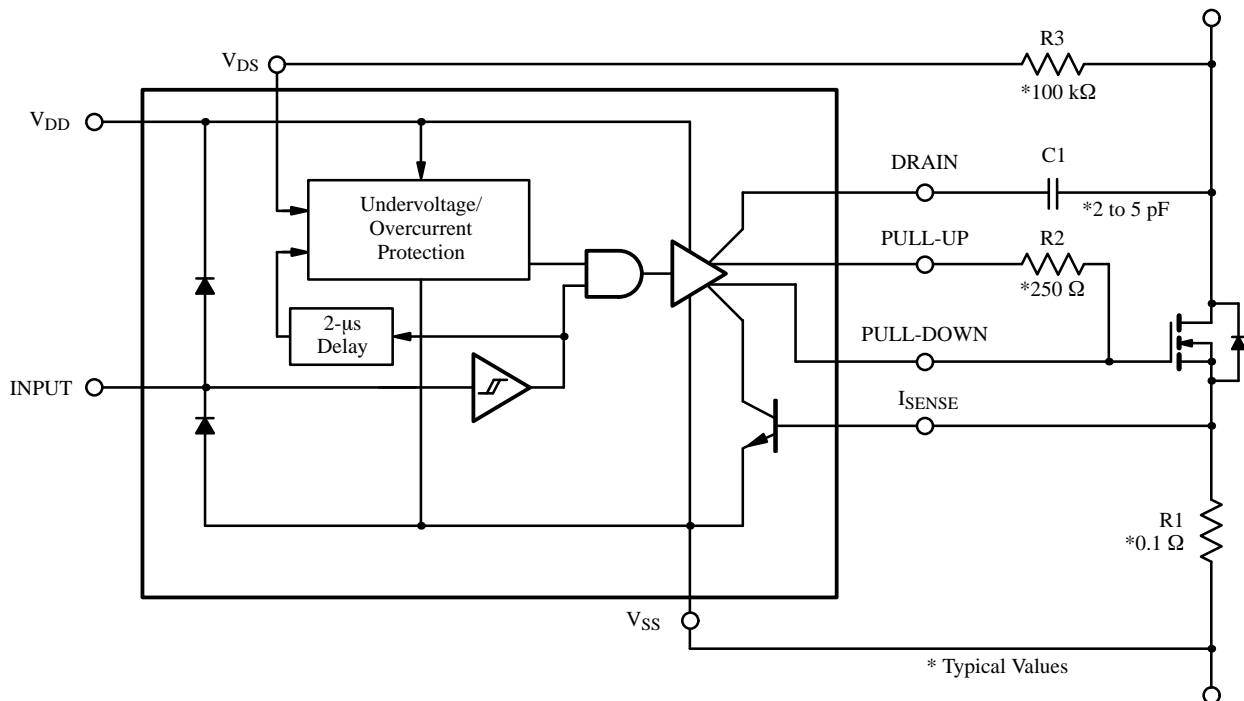 R3
V_DS
*100 kΩ
V_DD
DRAIN
C1
Undervoltage/
Overcurrent
Protection
*2 to 5 pF
PULL-UP
R2
*250 Ω
2-μs
Delay
PULL-DOWN
INPUT
I_SENSE
R1
*0.1 Ω
V_SS
* Typical Values